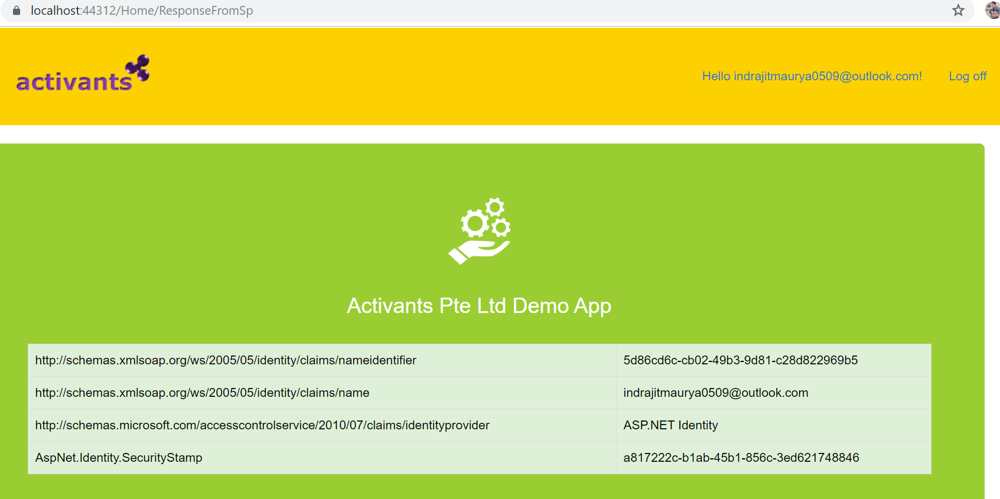 localhost:44312/Home/ResponseFromSp
activants
Hello indrajitmaurya0509@outlook.com! Log off
Activants Pte Ltd Demo App
http://schemas.xmlsoap.org/ws/2005/05/identity/claims/nameidentifier 5d86cd6c-cb02-49b3-9d81-c28d822969b5
http://schemas.xmlsoap.org/ws/2005/05/identity/claims/name indrajitmaurya0509@outlook.com
http://schemas.microsoft.com/accesscontrolservice/2010/07/claims/identityprovider ASP.NET Identity
AspNet.Identity.SecurityStamp a817222c-b1ab-45b1-856c-3ed621748846